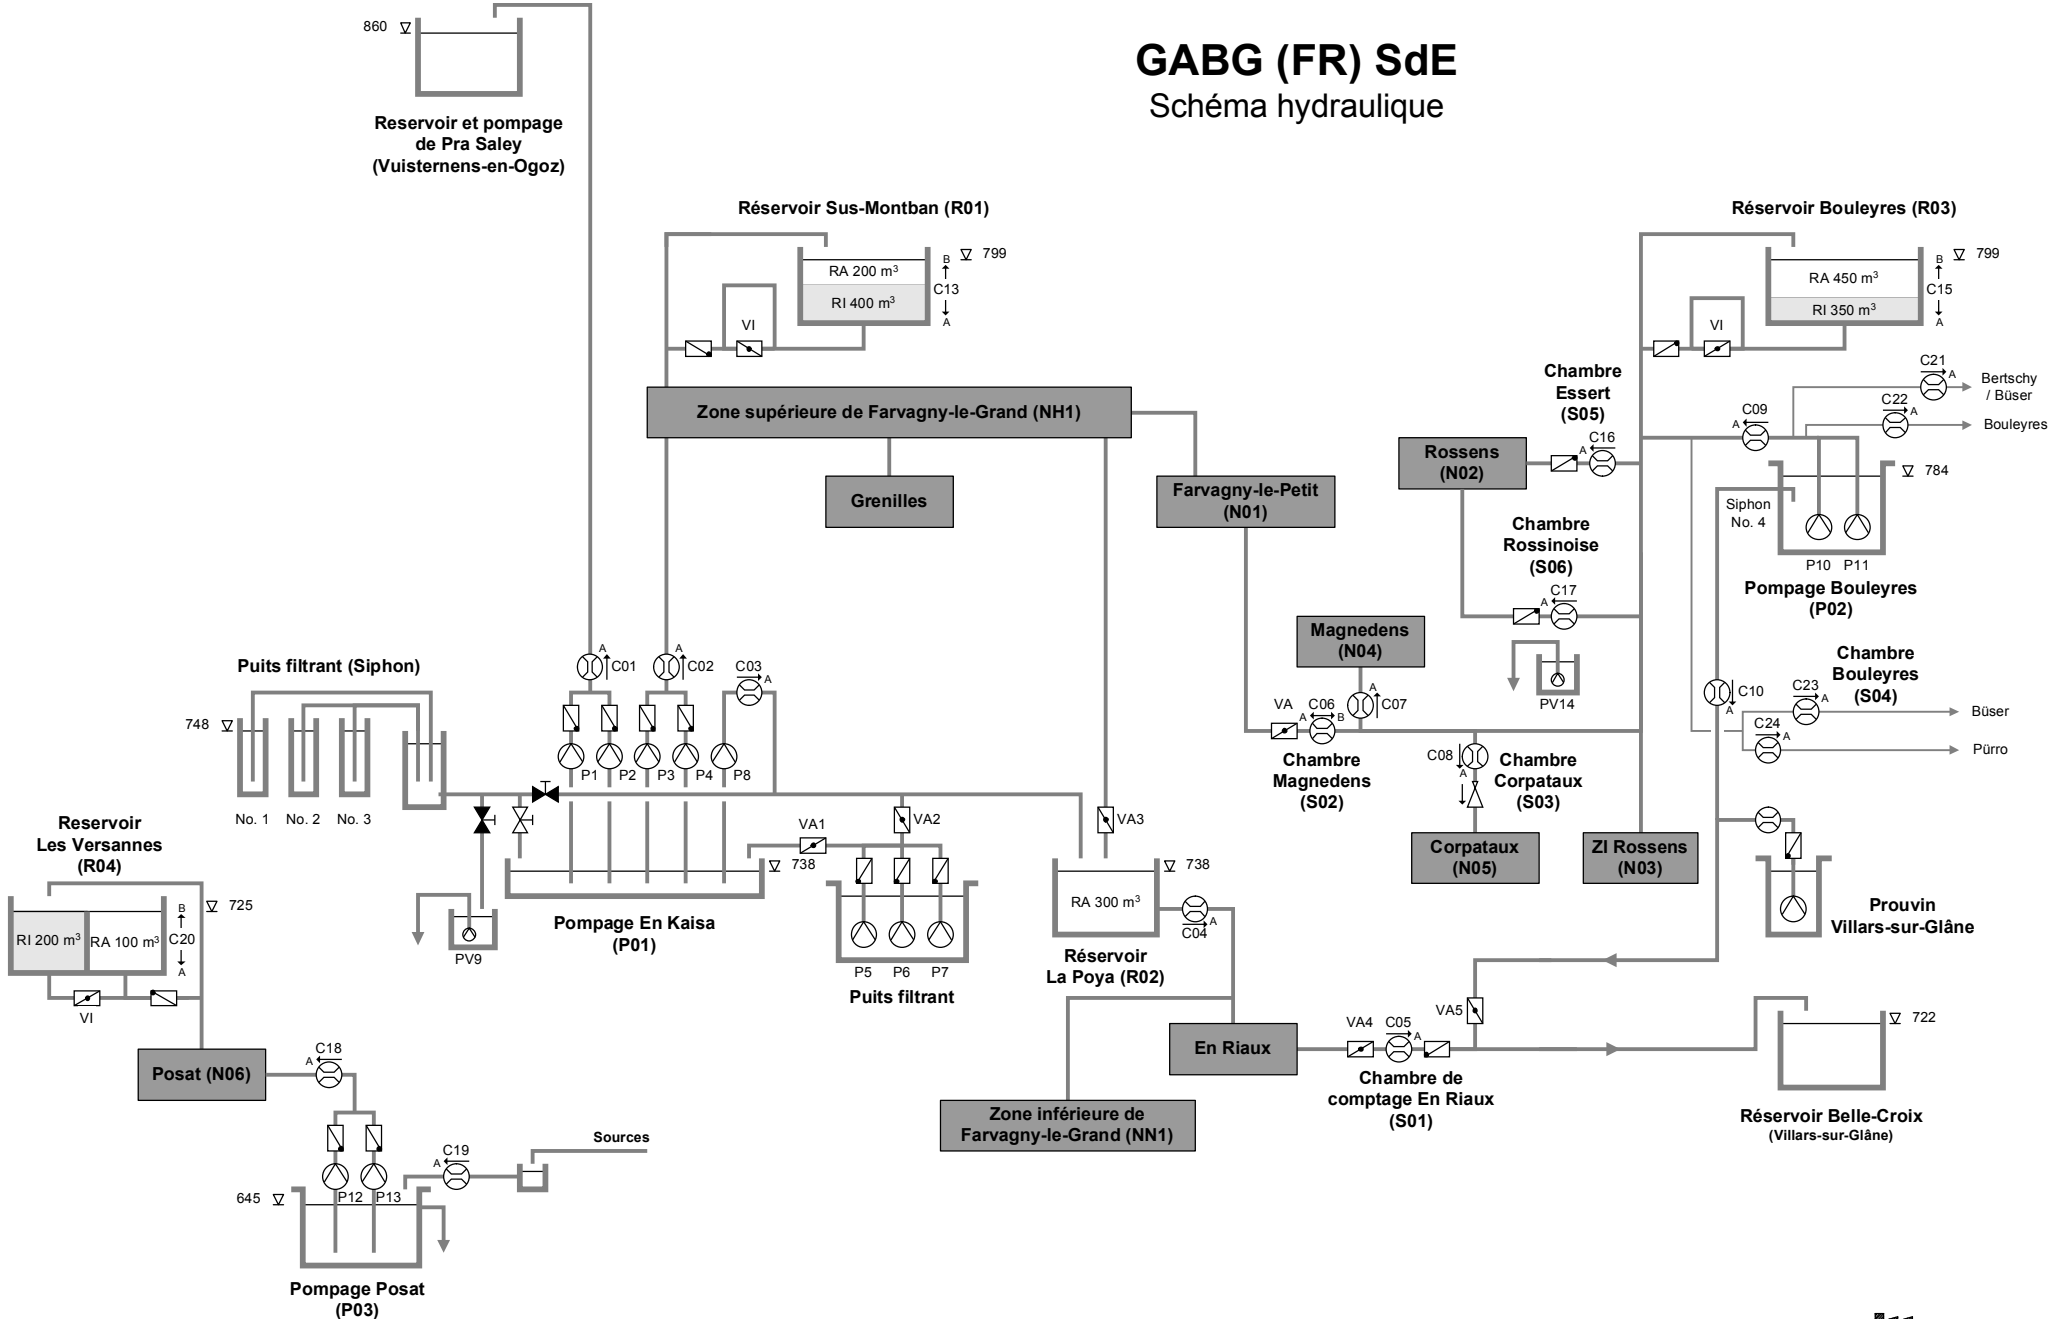 GABG (FR) SdE
Schéma hydraulique
860
Reservoir et pompage
de Pra Saley
(Vuisternens-en-Ogoz)
Réservoir Sus-Montban (R01)
RA 200 m³
RI 400 m³
B
C13
A
799
VI
Réservoir Bouleyres (R03)
RA 450 m³
RI 350 m³
B
C15
A
799
VI
Zone supérieure de Farvagny-le-Grand (NH1)
Grenilles
Farvagny-le-Petit
(N01)
Chambre
Essert
(S05)
A
C16
Rossens
(N02)
Chambre
Rossinoise
(S06)
A
C17
PV14
C21
A
Bertschy
/ Büser
C22
A
Bouleyres
C09
A
784
Siphon
No. 4
P10
P11
Pompage Bouleyres
(P02)
Magnedens
(N04)
A
C07
VA
A
C06
B
Chambre
Magnedens
(S02)
C08
A
Chambre
Corpataux
(S03)
Corpataux
(N05)
ZI Rossens
(N03)
C10
A
Chambre
Bouleyres
(S04)
C23
A
Büser
C24
A
Pürro
Prouvin
Villars-sur-Glâne
Puits filtrant (Siphon)
748
No. 1
No. 2
No. 3
A
C01
A
C02
C03
A
P1
P2
P3
P4
P8
PV9
738
Pompage En Kaisa
(P01)
VA1
VA2
P5
P6
P7
Puits filtrant
VA3
738
RA 300 m³
Réservoir
La Poya (R02)
A
C04
Reservoir
Les Versannes
(R04)
RI 200 m³
RA 100 m³
B
C20
A
725
VI
Posat (N06)
A
C18
P12
P13
645
A
C19
Sources
Pompage Posat
(P03)
En Riaux
Zone inférieure de
Farvagny-le-Grand (NN1)
VA4
C05
A
VA5
Chambre de
comptage En Riaux
(S01)
722
Réservoir Belle-Croix
(Villars-sur-Glâne)